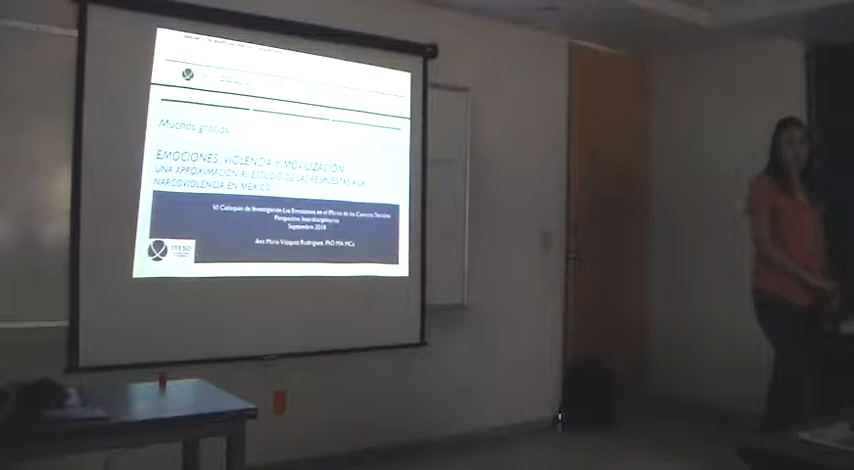 Muchas gracias
EMOCIONES, VIOLENCIA Y MOVILIZACIÓN
UNA APROXIMACIÓN AL ESTUDIO DE LAS RESPUESTAS A LA
NARCOVIOLENCIA EN MÉXICO
VI Coloquio de Investigación Las Emociones en el Marco de las Ciencias Sociales
Perspectiva Interdisciplinaria
Septiembre 2018
Ana María Vázquez Rodríguez, PhD MA MCs
ITESO